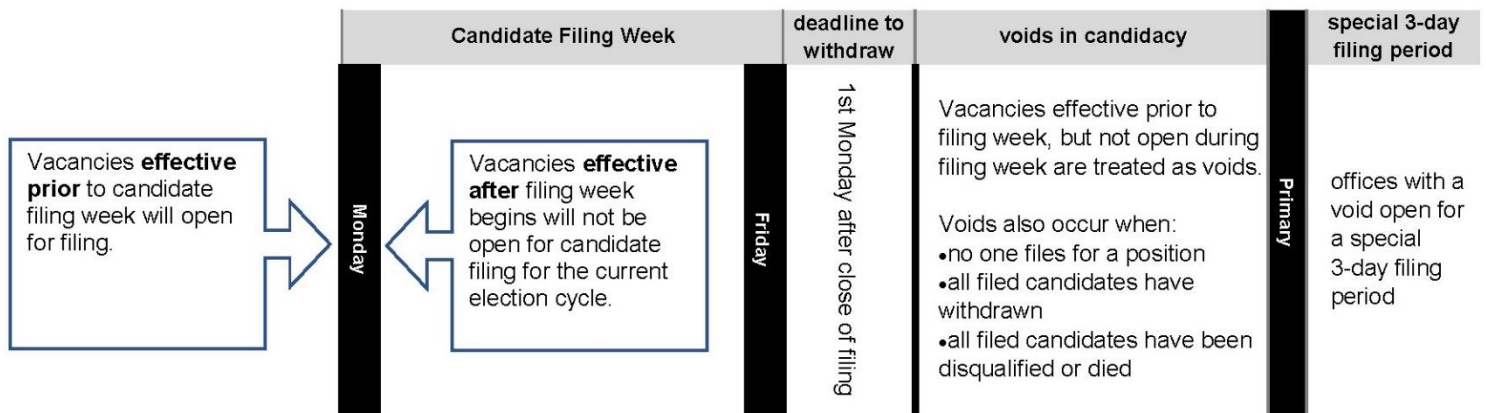 Candidate Filing Week
deadline to
withdraw
voids in candidacy
special 3-day
filing period
Vacancies effective
prior to candidate
filing week will open
for filing.
Monday
Vacancies effective
after filing week
begins will not be
open for candidate
filing for the current
election cycle.
Friday
1st Monday after close of filing
Vacancies effective prior to
filing week, but not open during
filing week are treated as voids.
Voids also occur when:
•no one files for a position
•all filed candidates have
withdrawn
•all filed candidates have been
disqualified or died
Primary
offices with a
void open for
a special
3-day filing
period